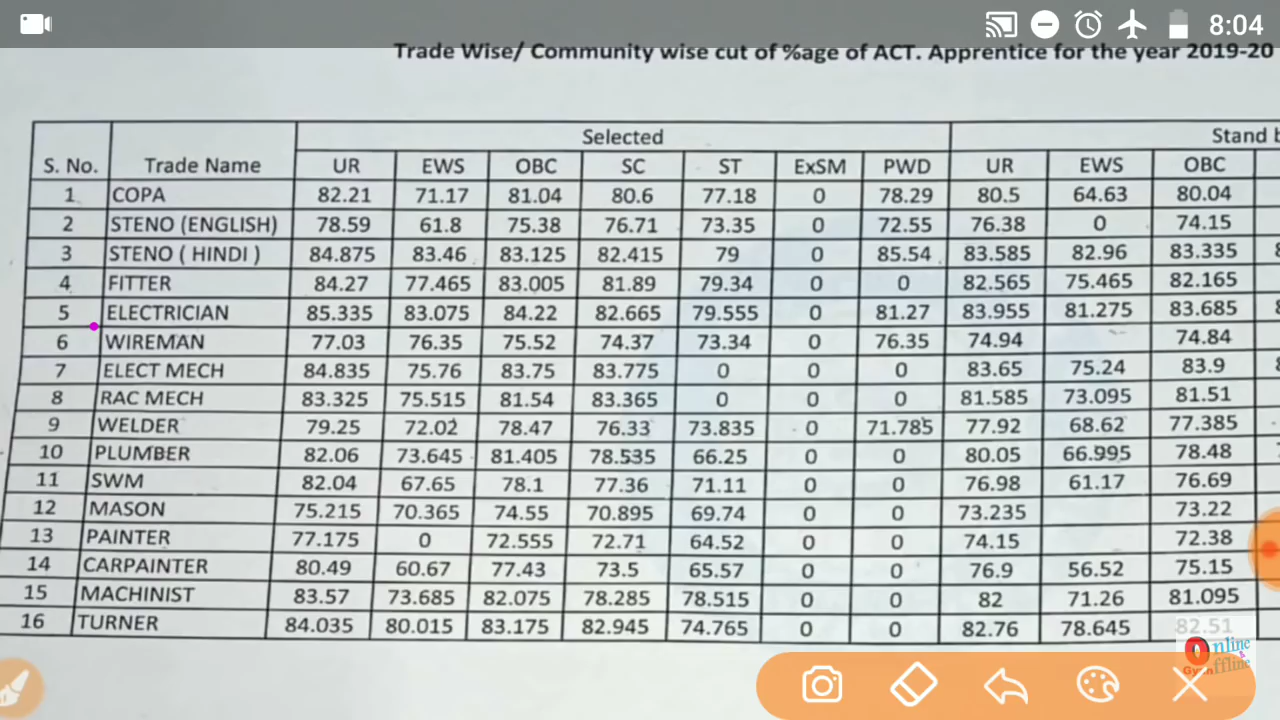 8:04
Trade Wise/ Community wise cut of %age of ACT. Apprentice for the year 2019-20
Selected Stand b
S. No. Trade Name UR EWS OBC SC ST ExSM PWD UR EWS OBC
1 COPA 82.21 71.17 81.04 80.6 77.18 0 78.29 80.5 64.63 80.04
2 STENO (ENGLISH) 78.59 61.8 75.38 76.71 73.35 0 72.55 76.38 0 74.15
3 STENO ( HINDI ) 84.875 83.46 83.125 82.415 79 0 85.54 83.585 82.96 83.335
4 FITTER 84.27 77.465 83.005 81.89 79.34 0 0 82.565 75.465 82.165
5 ELECTRICIAN 85.335 83.075 84.22 82.665 79.555 0 81.27 83.955 81.275 83.685
6 WIREMAN 77.03 76.35 75.52 74.37 73.34 0 76.35 74.94 74.84
7 ELECT MECH 84.835 75.76 83.75 83.775 0 0 0 83.65 75.24 83.9
8 RAC MECH 83.325 75.515 81.54 83.365 0 0 0 81.585 73.095 81.51
9 WELDER 79.25 72.02 78.47 76.33 73.835 0 71.785 77.92 68.62 77.385
10 PLUMBER 82.06 73.645 81.405 78.535 66.25 0 0 80.05 66.995 78.48
11 SWM 82.04 67.65 78.1 77.36 71.11 0 0 76.98 61.17 76.69
12 MASON 75.215 70.365 74.55 70.895 69.74 0 0 73.235 73.22
13 PAINTER 77.175 0 72.555 72.71 64.52 0 0 74.15 72.38
14 CARPAINTER 80.49 60.67 77.43 73.5 65.57 0 0 76.9 56.52 75.15
15 MACHINIST 83.57 73.685 82.075 78.285 78.515 0 0 82 71.26 81.095
16 TURNER 84.035 80.015 83.175 82.945 74.765 0 0 82.76 78.645 82.51
Online
Gyan ffline